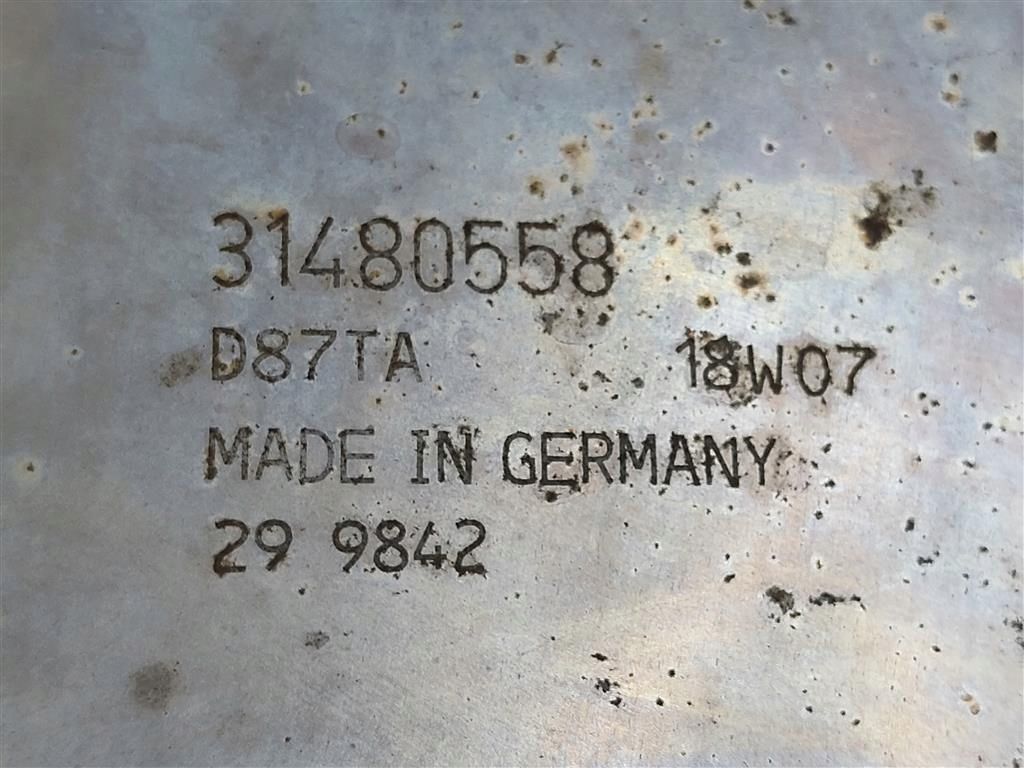 31480558
D87TA 18W07
MADE IN GERMANY
29 9842